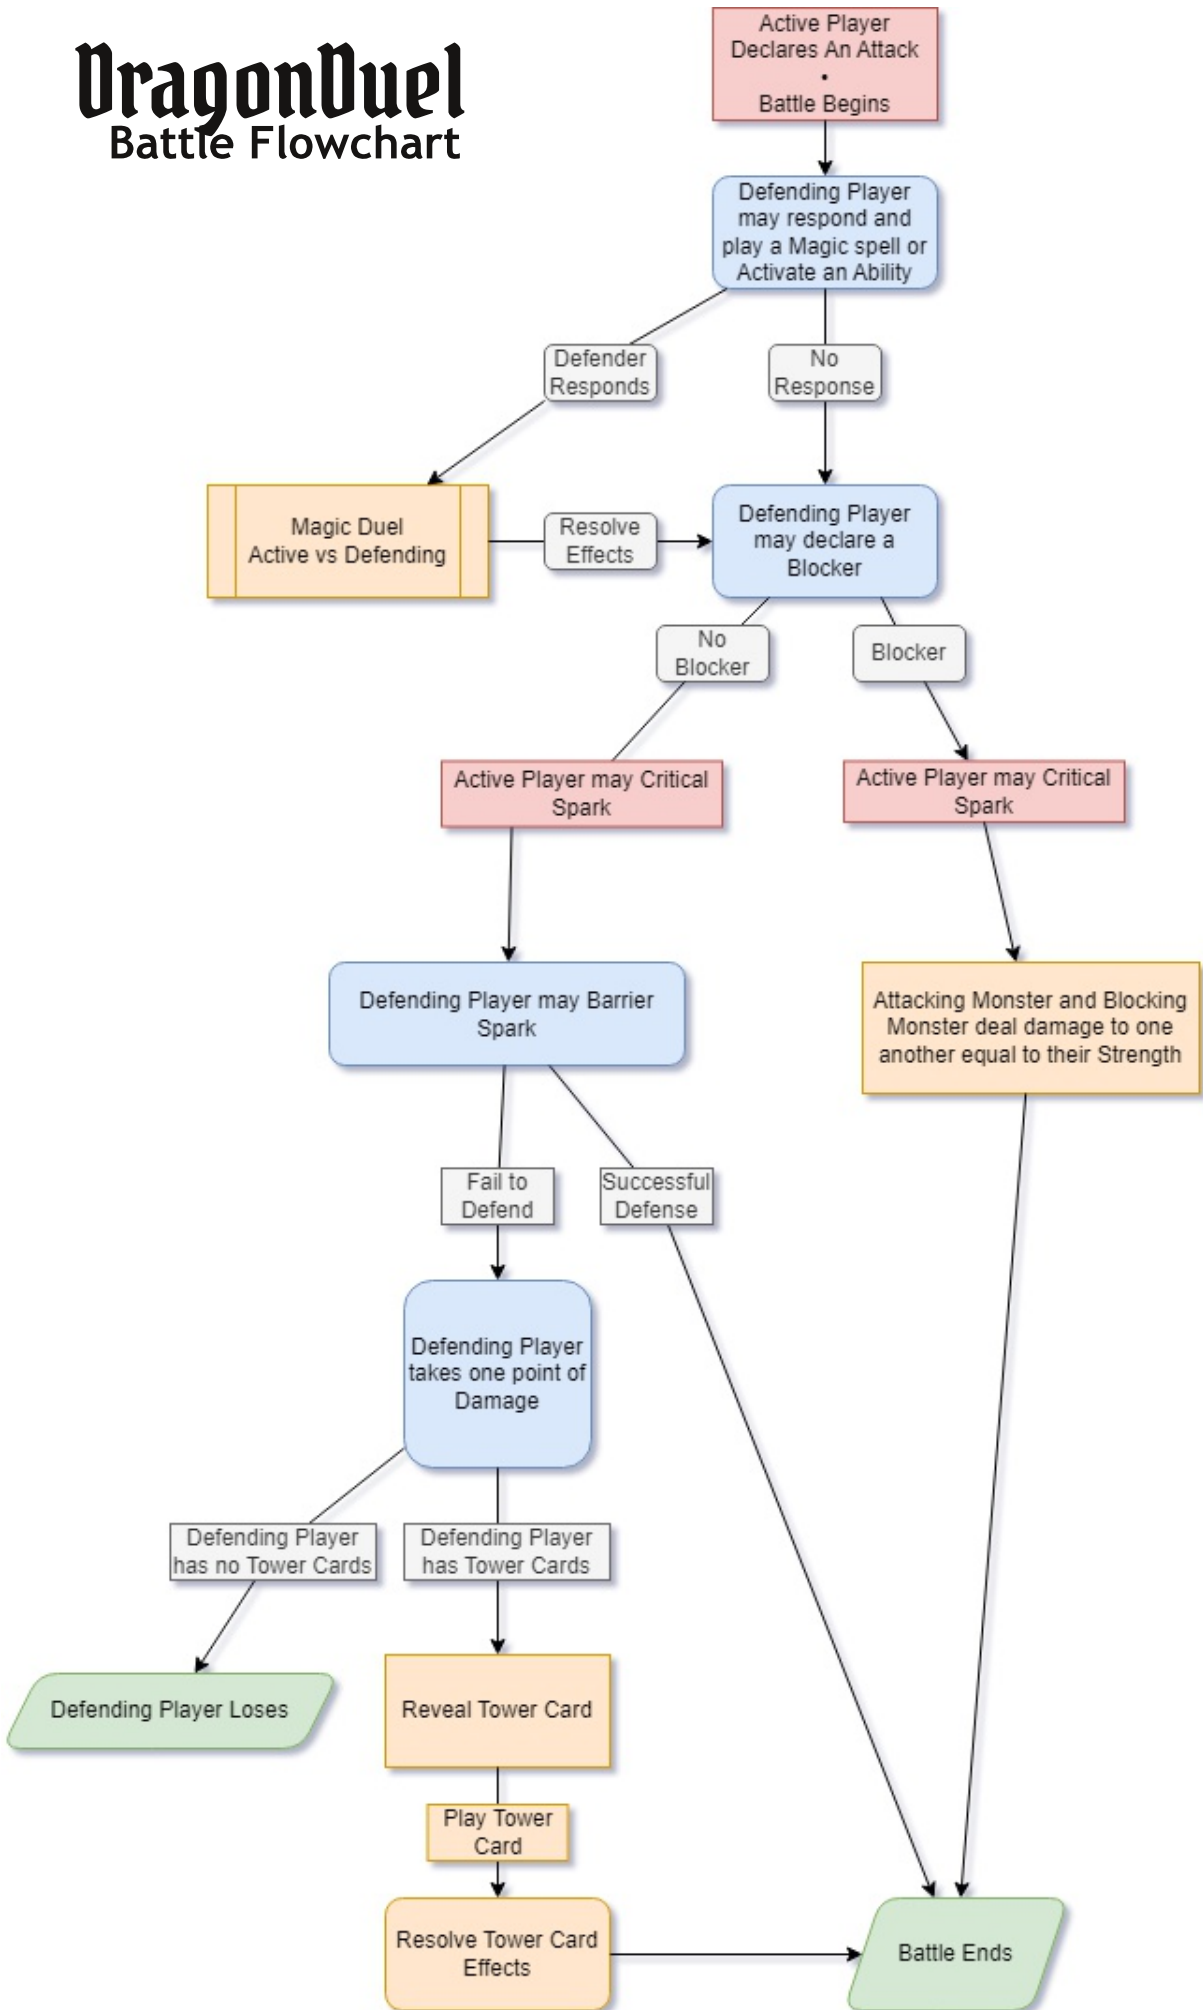 DragonDuel
Battle Flowchart
Active Player
Declares An Attack
•
Battle Begins
Defending Player
may respond and
play a Magic spell or
Activate an Ability
Defender
Responds
No
Response
Magic Duel
Active vs Defending
Resolve
Effects
Defending Player
may declare a
Blocker
No
Blocker
Blocker
Active Player may Critical
Spark
Active Player may Critical
Spark
Defending Player may Barrier
Spark
Attacking Monster and Blocking
Monster deal damage to one
another equal to their Strength
Fail to
Defend
Successful
Defense
Defending Player
takes one point of
Damage
Defending Player
has no Tower Cards
Defending Player
has Tower Cards
Defending Player Loses
Reveal Tower Card
Play Tower
Card
Resolve Tower Card
Effects
Battle Ends